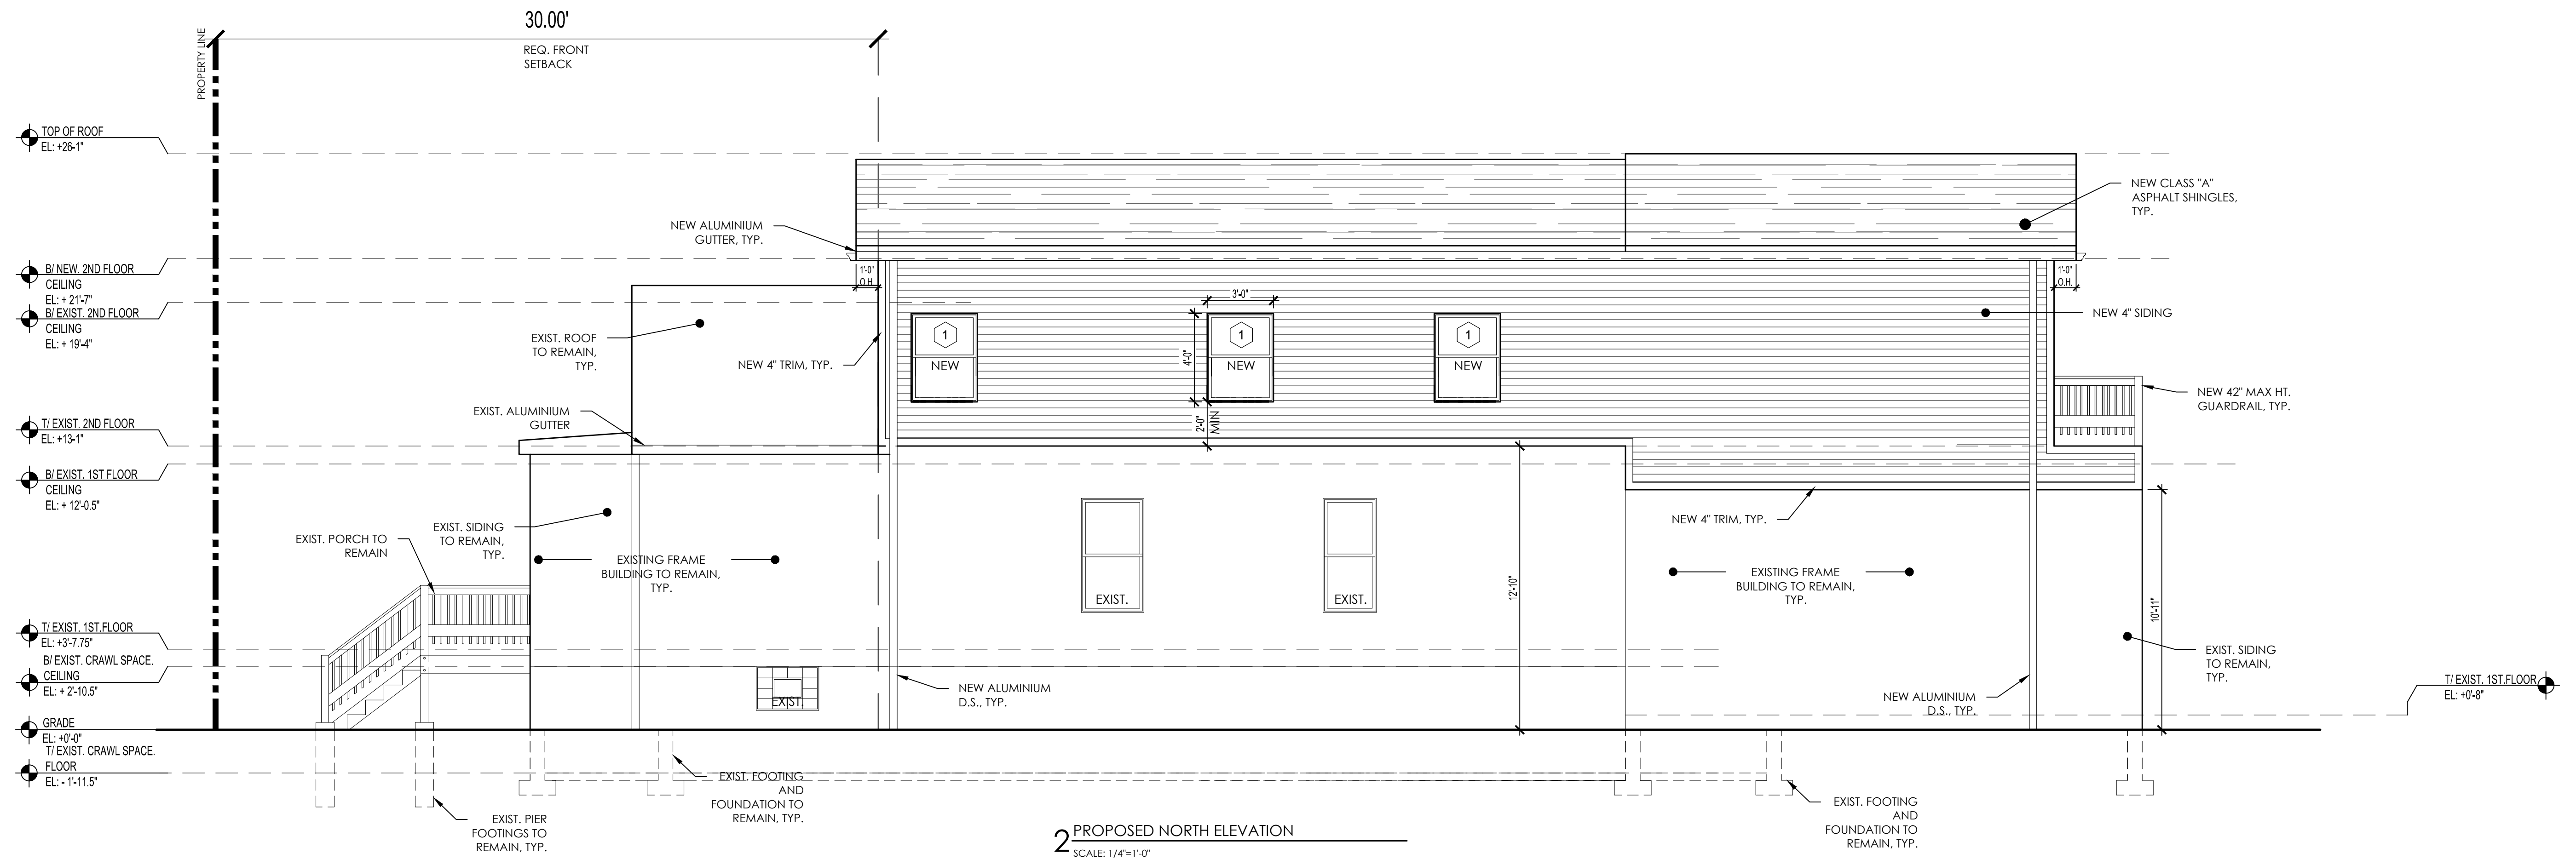 30.00'
REQ. FRONT
SETBACK
PROPERTY LINE
TOP OF ROOF
EL: +26-1"
B/ NEW. 2ND FLOOR
CEILING
EL: + 21'-7"
B/ EXIST. 2ND FLOOR
CEILING
EL: + 19'-4"
T/ EXIST. 2ND FLOOR
EL: +13-1"
B/ EXIST. 1ST FLOOR
CEILING
EL: + 12'-0.5"
T/ EXIST. 1ST.FLOOR
EL: +3'-7.75"
B/ EXIST. CRAWL SPACE.
CEILING
EL: + 2'-10.5"
GRADE
EL: +0'-0"
T/ EXIST. CRAWL SPACE.
FLOOR
EL: - 1'-11.5"
NEW ALUMINIUM
GUTTER, TYP.
1'-0"
O.H.
EXIST. ROOF
TO REMAIN,
TYP.
NEW 4" TRIM, TYP.
EXIST. ALUMINIUM
GUTTER
EXIST. SIDING
TO REMAIN,
TYP.
EXIST. PORCH TO
REMAIN
EXISTING FRAME
BUILDING TO REMAIN,
TYP.
EXIST.
NEW ALUMINIUM
D.S., TYP.
EXIST. PIER
FOOTINGS TO
REMAIN, TYP.
EXIST. FOOTING
AND
FOUNDATION TO
REMAIN, TYP.
1
NEW
3'-0"
4'-0"
2'-0"
MIN
1
NEW
1
NEW
EXIST.
EXIST.
12'-10"
NEW CLASS "A"
ASPHALT SHINGLES,
TYP.
1'-0"
O.H.
NEW 4" SIDING
NEW 42" MAX HT.
GUARDRAIL, TYP.
NEW 4" TRIM, TYP.
EXISTING FRAME
BUILDING TO REMAIN,
TYP.
10'-11"
EXIST. SIDING
TO REMAIN,
TYP.
NEW ALUMINIUM
D.S., TYP.
T/ EXIST. 1ST.FLOOR
EL: +0'-8"
EXIST. FOOTING
AND
FOUNDATION TO
REMAIN, TYP.
2
PROPOSED NORTH ELEVATION
SCALE: 1/4"=1'-0"